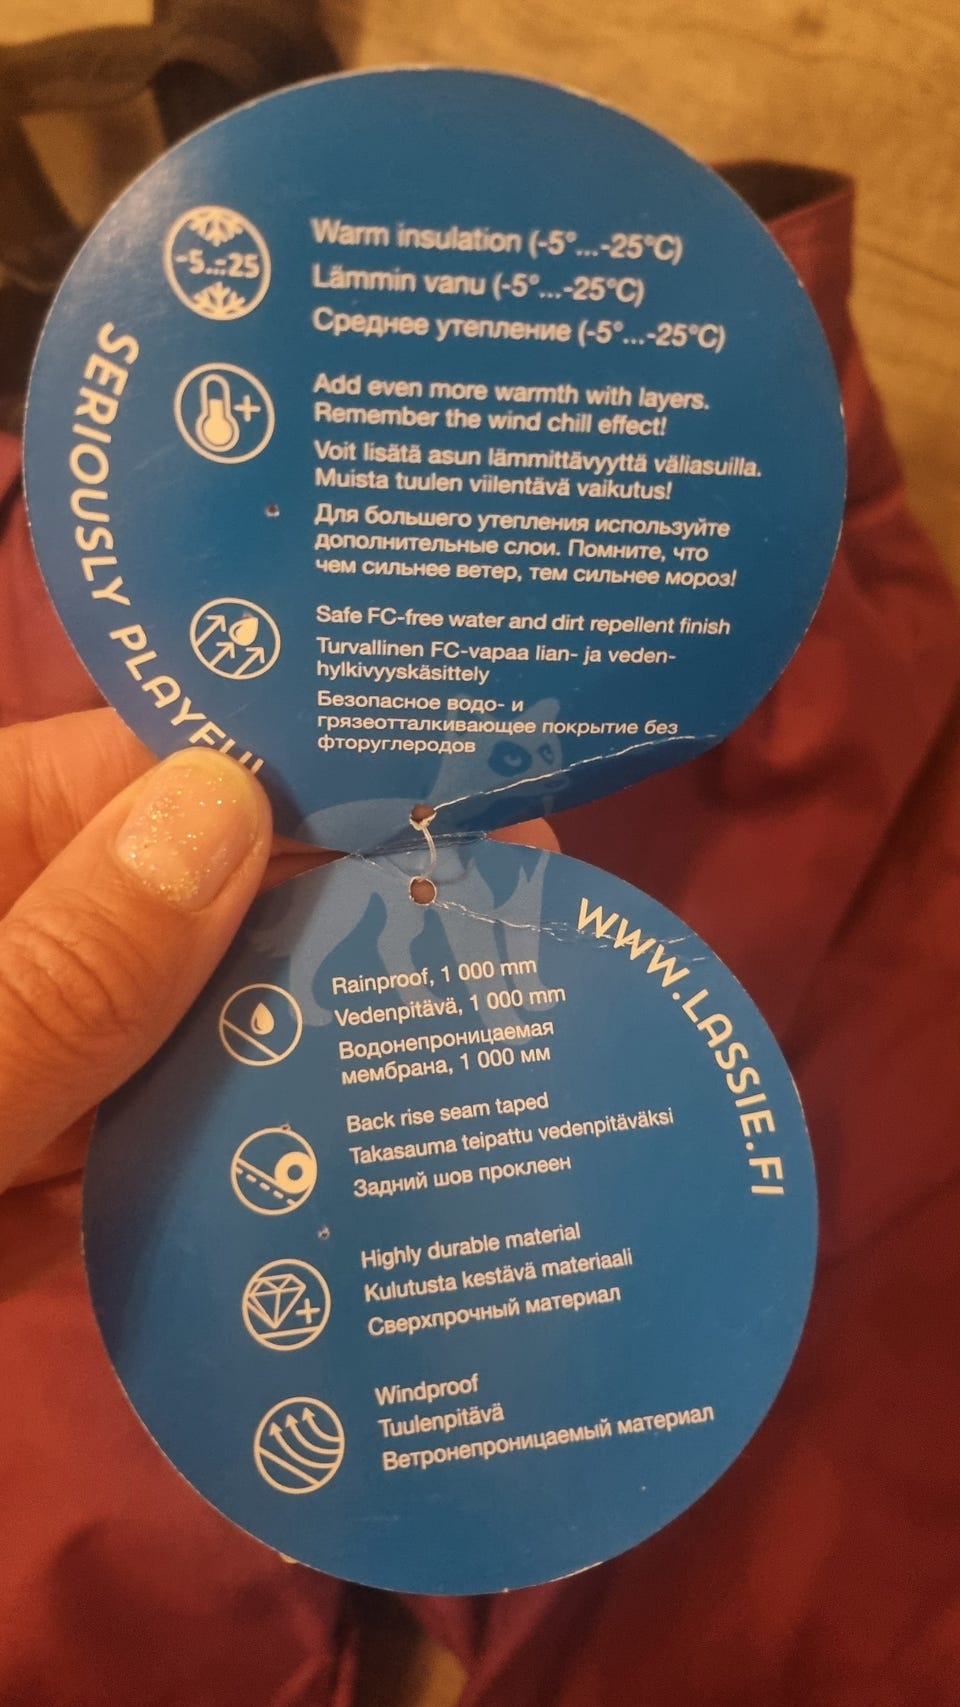 -5...-25
Warm insulation (-5°...-25°C)
Lämmin vanu (-5°...-25°C)
Среднее утепление (-5°...-25°C)
Add even more warmth with layers.
Remember the wind chill effect!
Voit lisätä asun lämmittävyyttä väliasuilla.
Muista tuulen viilentävä vaikutus!
Для большего утепления используйте
дополнительные слои. Помните, что
чем сильнее ветер, тем сильнее мороз!
Safe FC-free water and dirt repellent finish
Turvallinen FC-vapaa lian- ja veden-
hylkivyyskäsittely
Безопасное водо- и
грязеотталкивающее покрытие без
фторуглеродов
SERIOUSLY PLAYFU
WWW.LASSIE.FI
Rainproof, 1 000 mm
Vedenpitävä, 1 000 mm
Водонепроницаемая
мембрана, 1 000 мм
Back rise seam taped
Takasauma teipattu vedenpitäväksi
Задний шов проклеен
Highly durable material
Kulutusta kestävä materiaali
Сверхпрочный материал
Windproof
Tuulenpitävä
Ветронепроницаемый материал